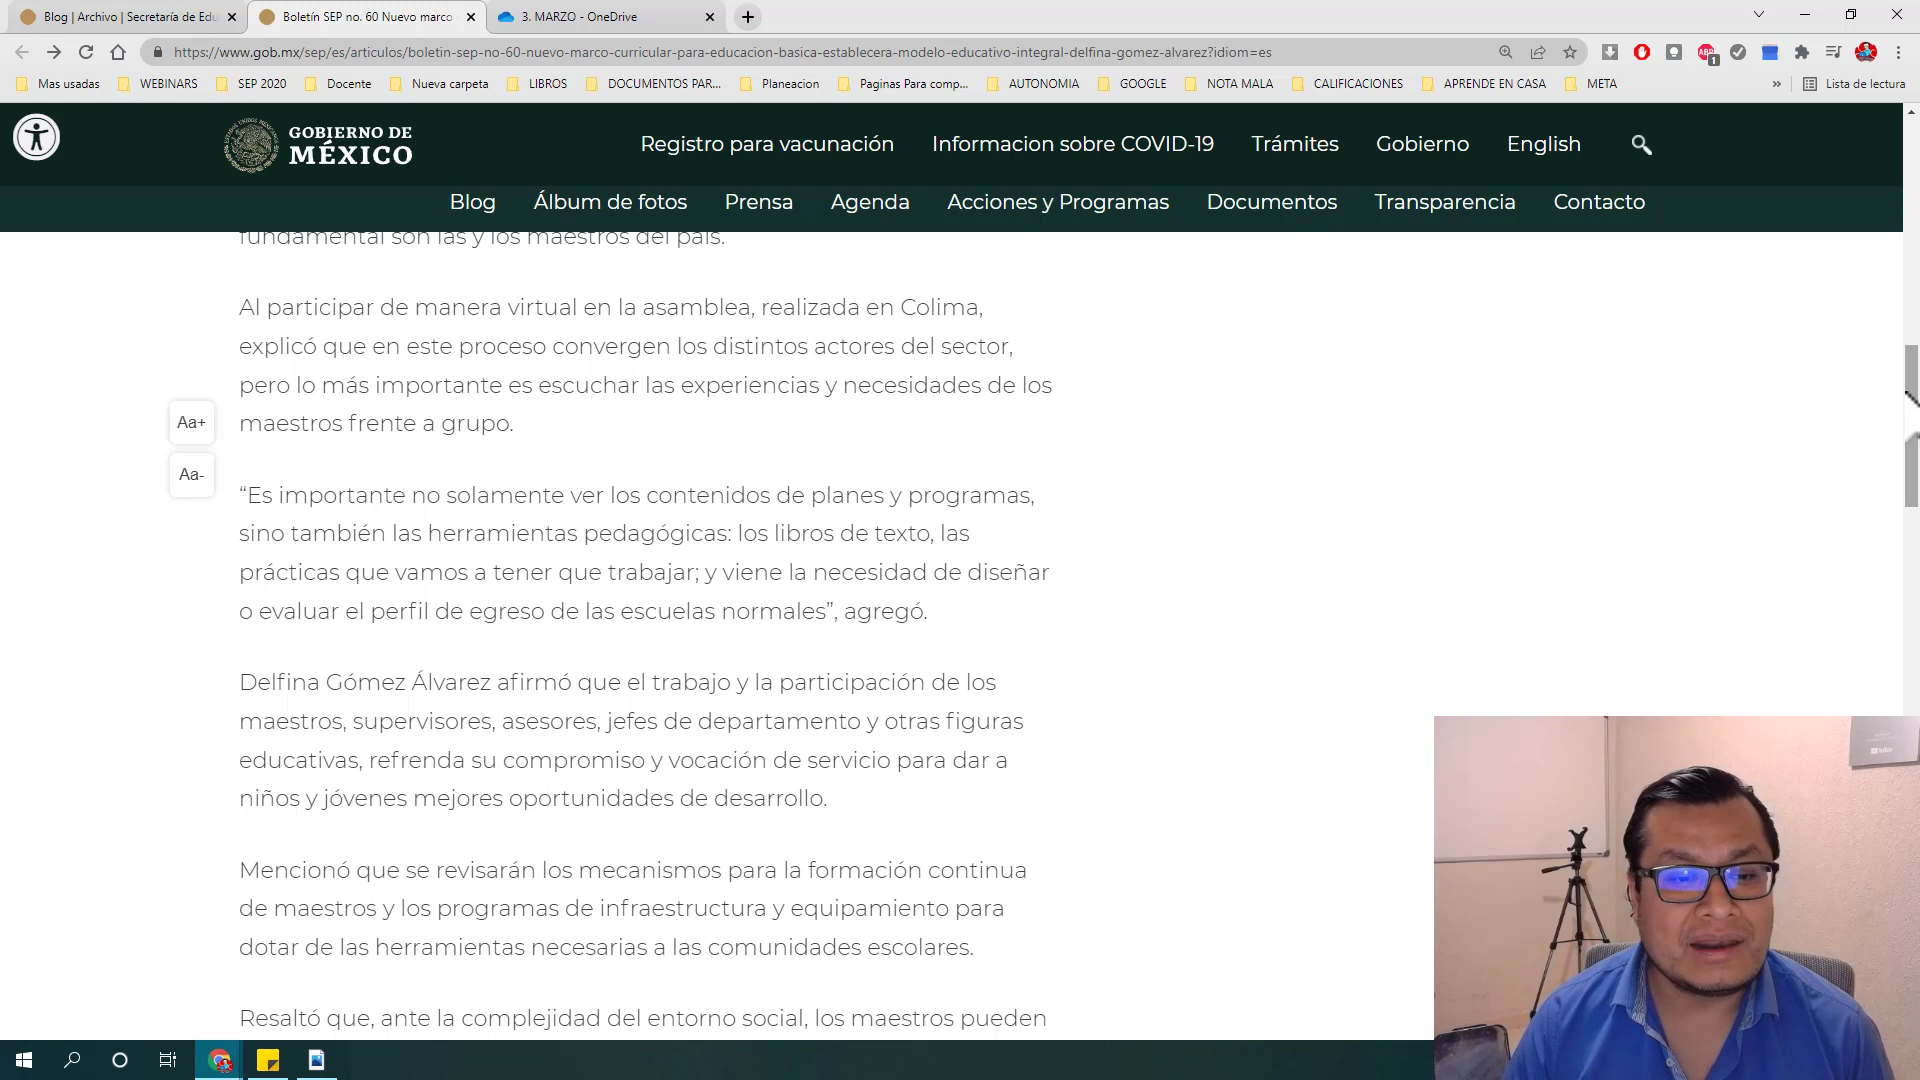 Blog | Archivo | Secretaría de Edu
Boletín SEP no. 60 Nuevo marco
3. MARZO - OneDrive
https://www.gob.mx/sep/es/articulos/boletin-sep-no-60-nuevo-marco-curricular-para-educacion-basica-establecera-modelo-educativo-integral-delfina-gomez-alvarez?idiom=es
ABP
1
Mas usadas
WEBINARS
SEP 2020
Docente
Nueva carpeta
LIBROS
DOCUMENTOS PAR...
Planeacion
Paginas Para comp...
AUTONOMIA
GOOGLE
NOTA MALA
CALIFICACIONES
APRENDE EN CASA
META
»
Lista de lectura
GOBIERNO DE
MÉXICO
Registro para vacunación
Informacion sobre COVID-19
Trámites
Gobierno
English
Blog
Álbum de fotos
Prensa
Agenda
Acciones y Programas
Documentos
Transparencia
Contacto
fundamental son las y los maestros del país.
Al participar de manera virtual en la asamblea, realizada en Colima,
explicó que en este proceso convergen los distintos actores del sector,
pero lo más importante es escuchar las experiencias y necesidades de los
maestros frente a grupo.
Aa+
Aa-
“Es importante no solamente ver los contenidos de planes y programas,
sino también las herramientas pedagógicas: los libros de texto, las
prácticas que vamos a tener que trabajar; y viene la necesidad de diseñar
o evaluar el perfil de egreso de las escuelas normales”, agregó.
Delfina Gómez Álvarez afirmó que el trabajo y la participación de los
maestros, supervisores, asesores, jefes de departamento y otras figuras
educativas, refrenda su compromiso y vocación de servicio para dar a
niños y jóvenes mejores oportunidades de desarrollo.
Mencionó que se revisarán los mecanismos para la formación continua
de maestros y los programas de infraestructura y equipamiento para
dotar de las herramientas necesarias a las comunidades escolares.
Resaltó que, ante la complejidad del entorno social, los maestros pueden